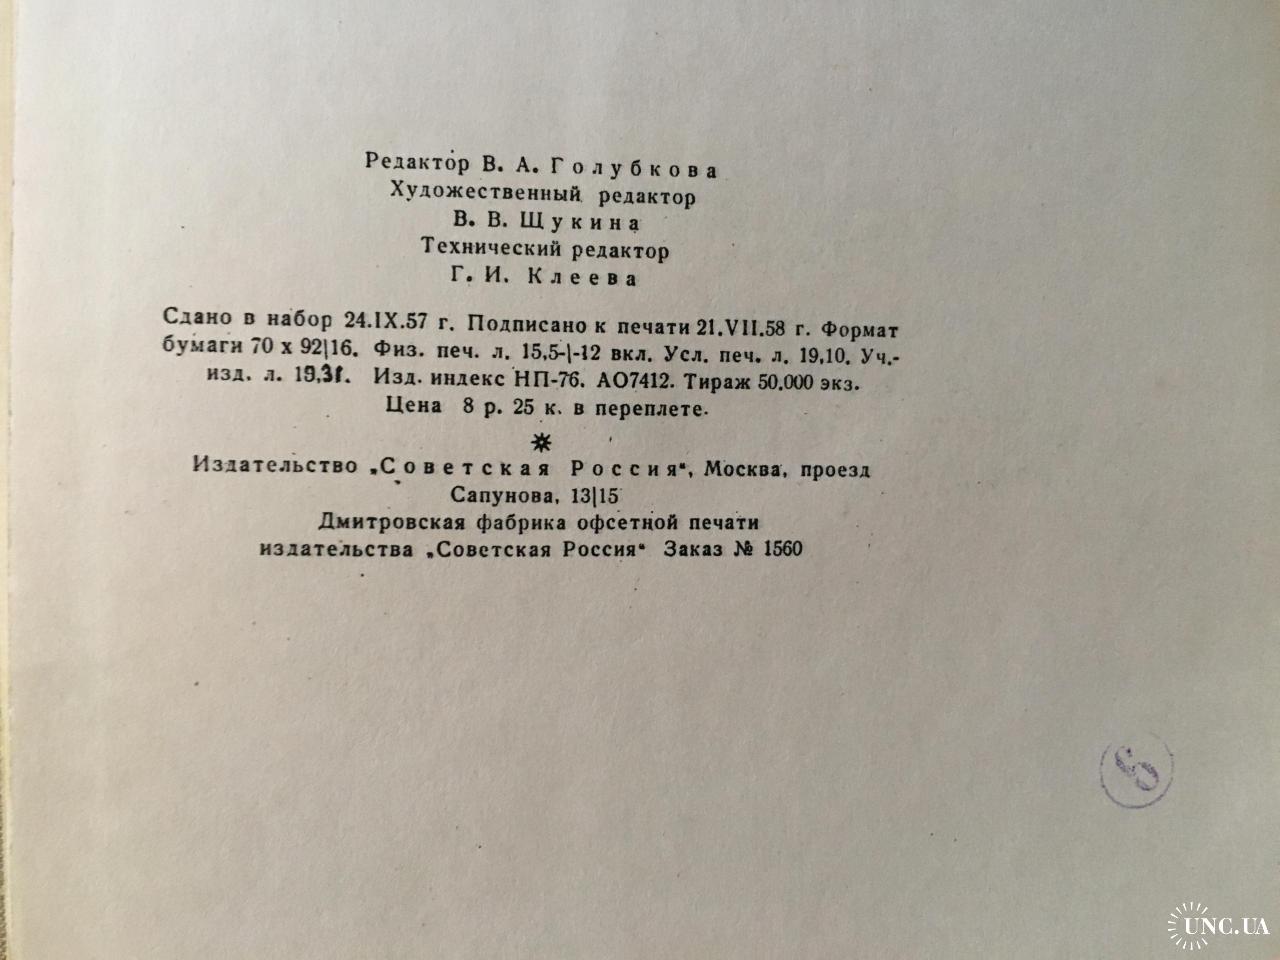 Редактор В. А. Голубкова
Художественный редактор
В. В. Щукина
Технический редактор
Г. И. Клеева
Сдано в набор 24.IX.57 г. Подписано к печати 21.VII.58 г. Формат
бумаги 70 х 92|16. Физ. печ. л. 15,5-|-12 вкл. Усл. печ. л. 19,10. Уч.-
изд. л. 19,31. Изд. индекс НП-76. АО7412. Тираж 50.000 экз.
Цена 8 р. 25 к. в переплете.
Издательство „Советская Россия“, Москва, проезд
Сапунова, 13|15
Дмитровская фабрика офсетной печати
издательства „Советская Россия“ Заказ № 1560
UNC.UA